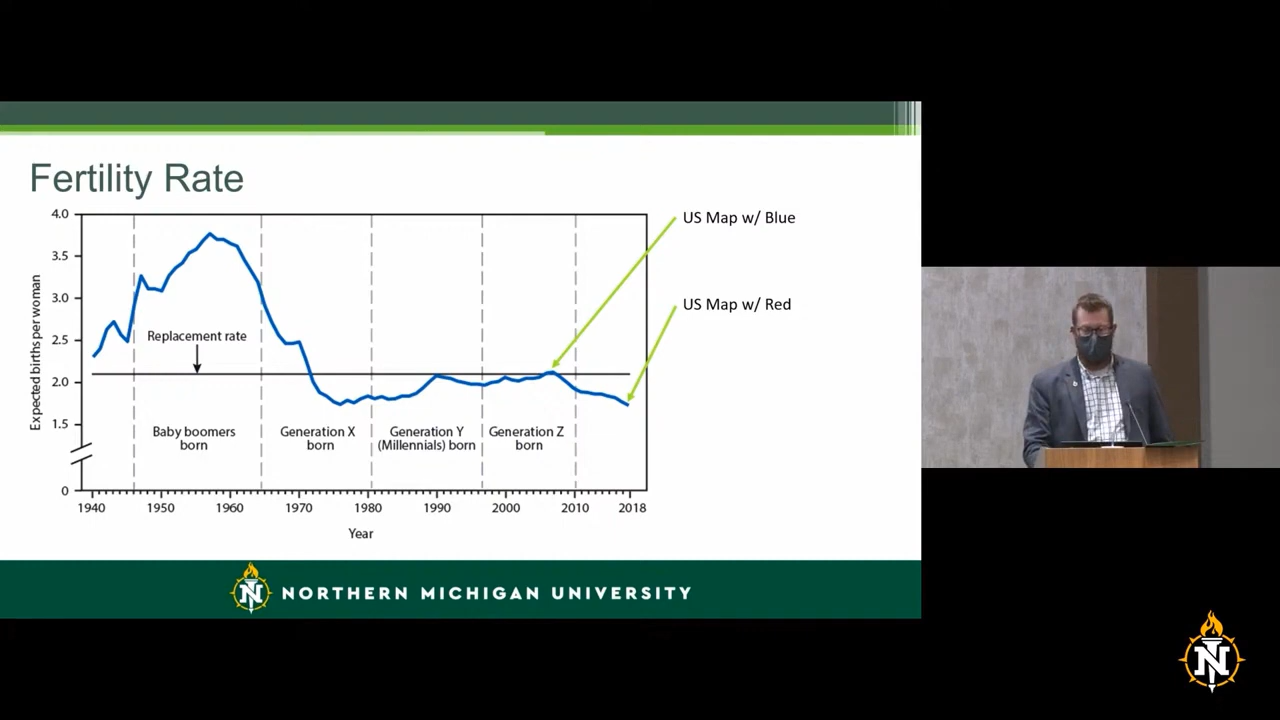 Fertility Rate
4.0
3.5
3.0
2.5
2.0
1.5
0
Expected births per woman
Replacement rate
Baby boomers
born
Generation X
born
Generation Y
(Millennials) born
Generation Z
born
1940 1950 1960 1970 1980 1990 2000 2010 2018
Year
US Map w/ Blue
US Map w/ Red
N NORTHERN MICHIGAN UNIVERSITY
N